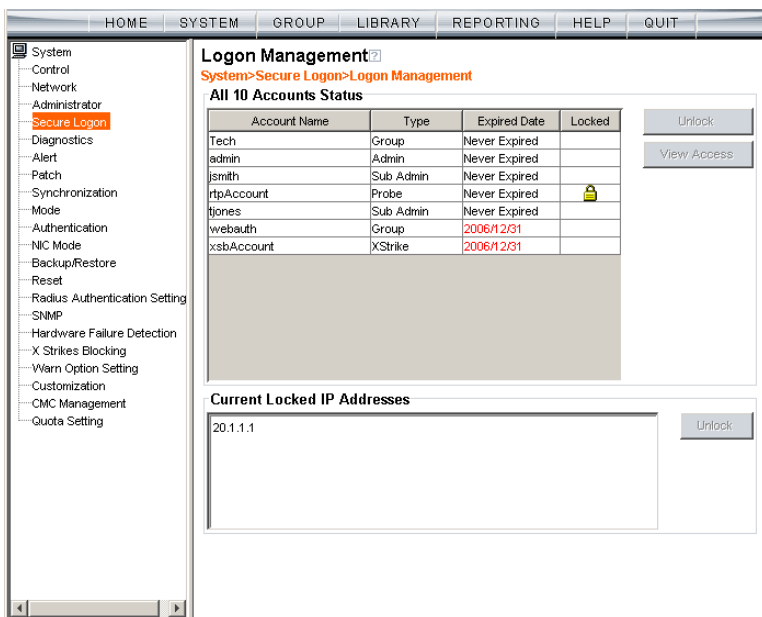 HOME SYSTEM GROUP LIBRARY REPORTING HELP QUIT
System
Control
Network
Administrator
Secure Logon
Diagnostics
Alert
Patch
Synchronization
Mode
Authentication
NIC Mode
Backup/Restore
Reset
Radius Authentication Setting
SNMP
Hardware Failure Detection
X Strikes Blocking
Warn Option Setting
Customization
CMC Management
Quota Setting
Logon Management ?
System>Secure Logon>Logon Management
All 10 Accounts Status
Account Name Type Expired Date Locked
Tech Group Never Expired
admin Admin Never Expired
jsmith Sub Admin Never Expired
rtpAccount Probe Never Expired
tjones Sub Admin Never Expired
webauth Group 2006/12/31
xsbAccount XStrike 2006/12/31
Unlock
View Access
Current Locked IP Addresses
20.1.1.1
Unlock